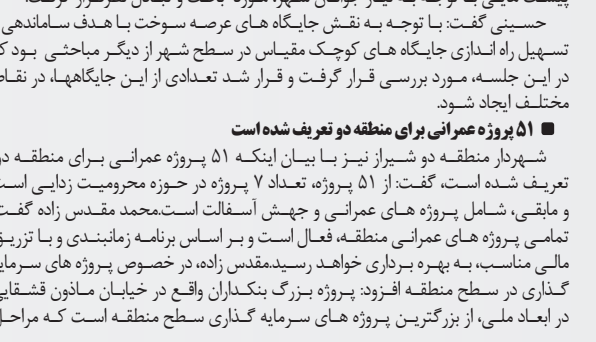 حسینی گفت: با توجه به نقش جایگاه های عرصه سوخت با هدف ساماندهی
تسهیل راه اندازی جایگاه های کوچک مقیاس در سطح شهر از دیگر مباحثی بود
در این جلسه، مورد بررسی قرار گرفت و قرار شد تعدادی از این جایگاهها، در
مختلف ایجاد شود.
■ ۵۱ پروژه عمرانی برای منطقه دو تعریف شده است
شهردار منطقه دو شیراز نیز با بیان اینکه ۵۱ پروژه عمرانی برای منطقه دو
تعریف شده است، گفت: از ۵۱ پروژه، تعداد ۷ پروژه در حوزه محرومیت زدایی است
و مابقی، شامل پروژه های عمرانی و جهش آسفالت است.محمد مقدس زاده گفت
تمامی پروژه های عمرانی منطقه، فعال است و بر اساس برنامه زمانبندی و با تزریق
مالی مناسب، به بهره برداری خواهد رسید.مقدس زاده، در خصوص پروژه های
گذاری در سطح منطقه افزود: پروژه بزرگ بنکداران واقع در خیابان ماذون قشقایی
در ابعاد ملی، از بزرگترین پروژه های سرمایه گذاری سطح منطقه است که